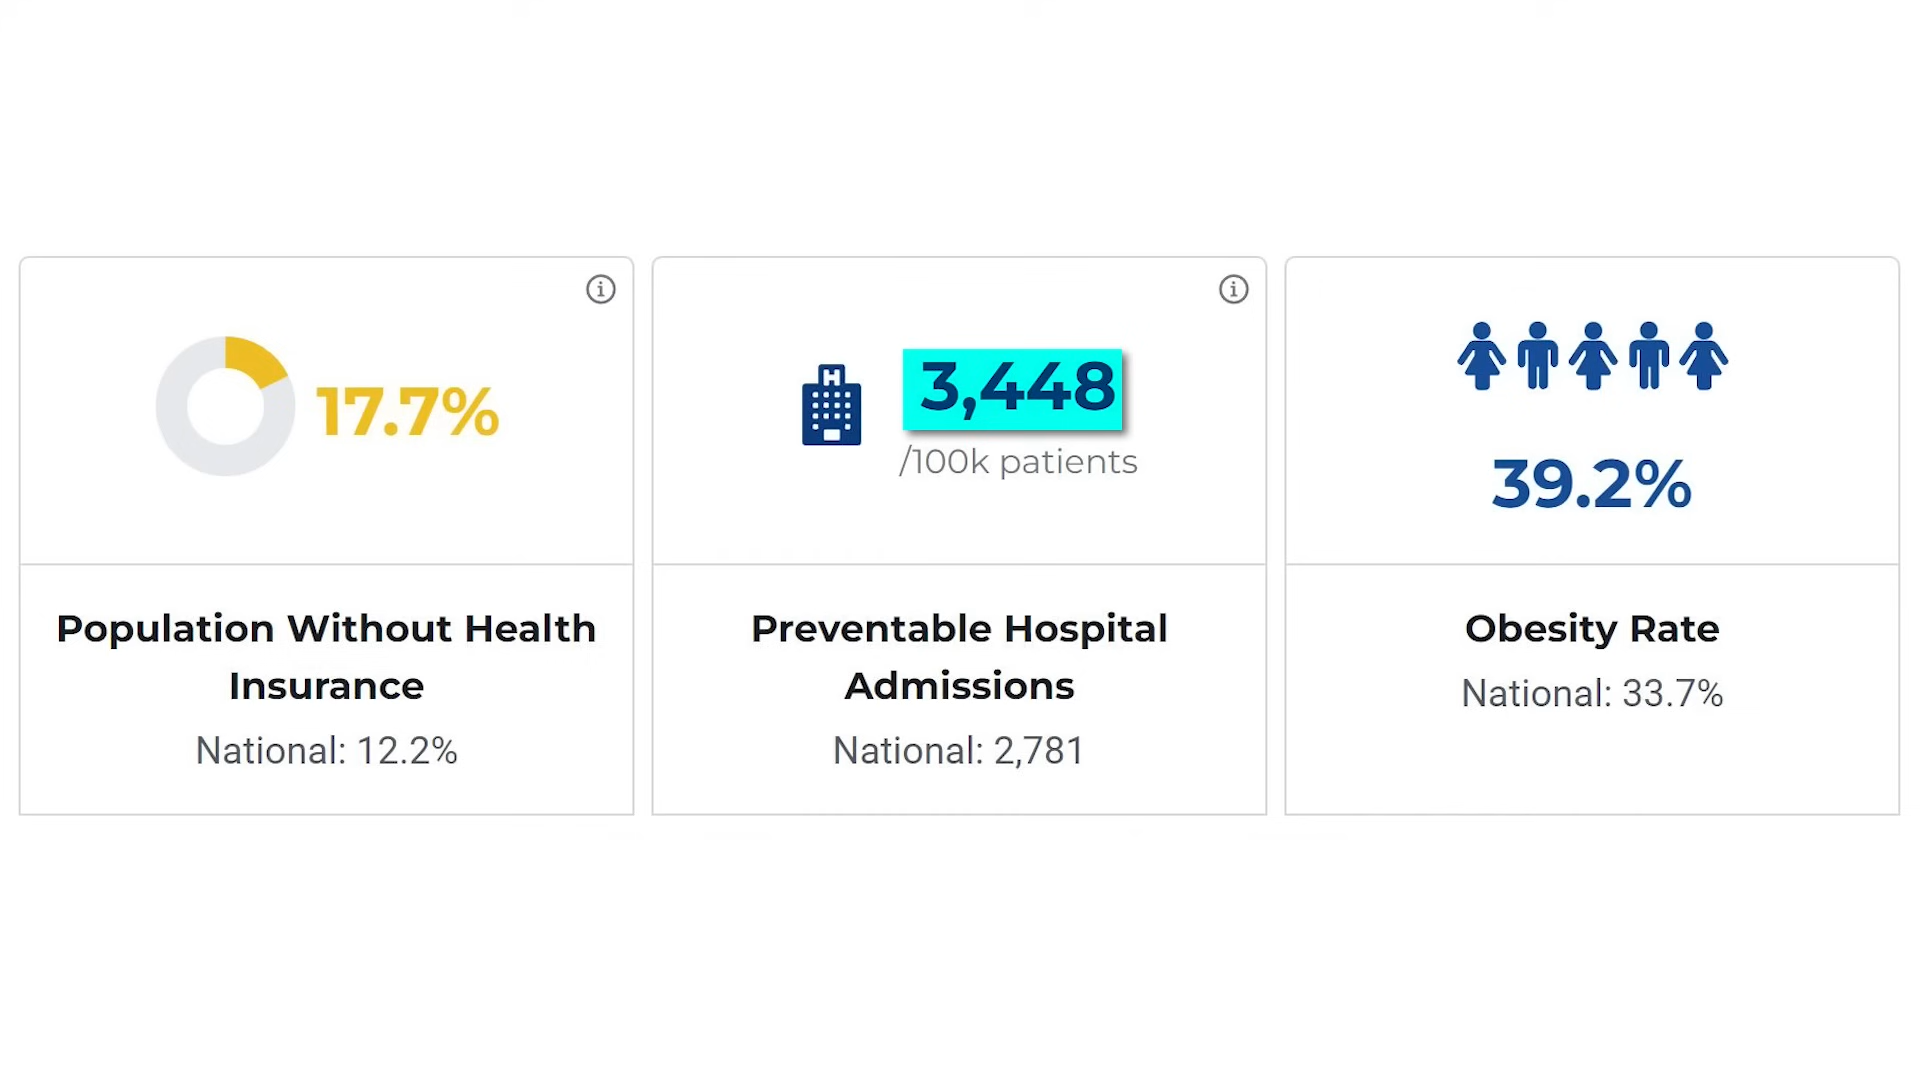 17.7%
Population Without Health
Insurance
National: 12.2%
H
3,448
/100k patients
Preventable Hospital
Admissions
National: 2,781
39.2%
Obesity Rate
National: 33.7%